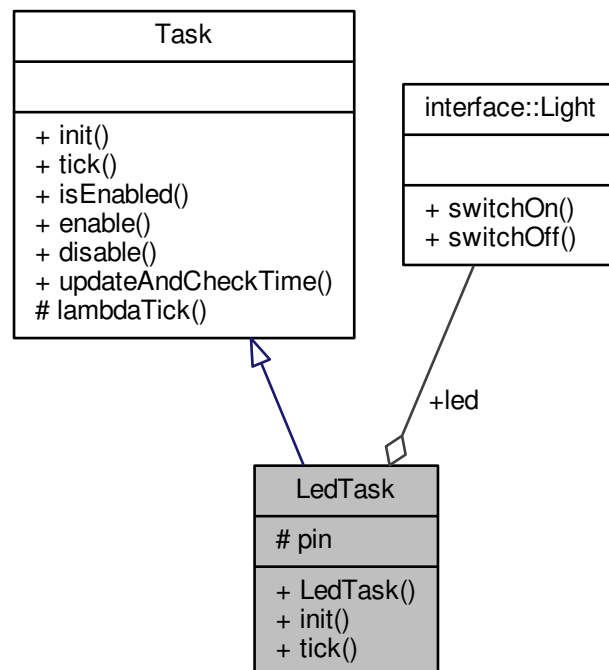 Task
+ init()
+ tick()
+ isEnabled()
+ enable()
+ disable()
+ updateAndCheckTime()
# lambdaTick()
interface::Light
+ switchOn()
+ switchOff()
+led
LedTask
# pin
+ LedTask()
+ init()
+ tick()